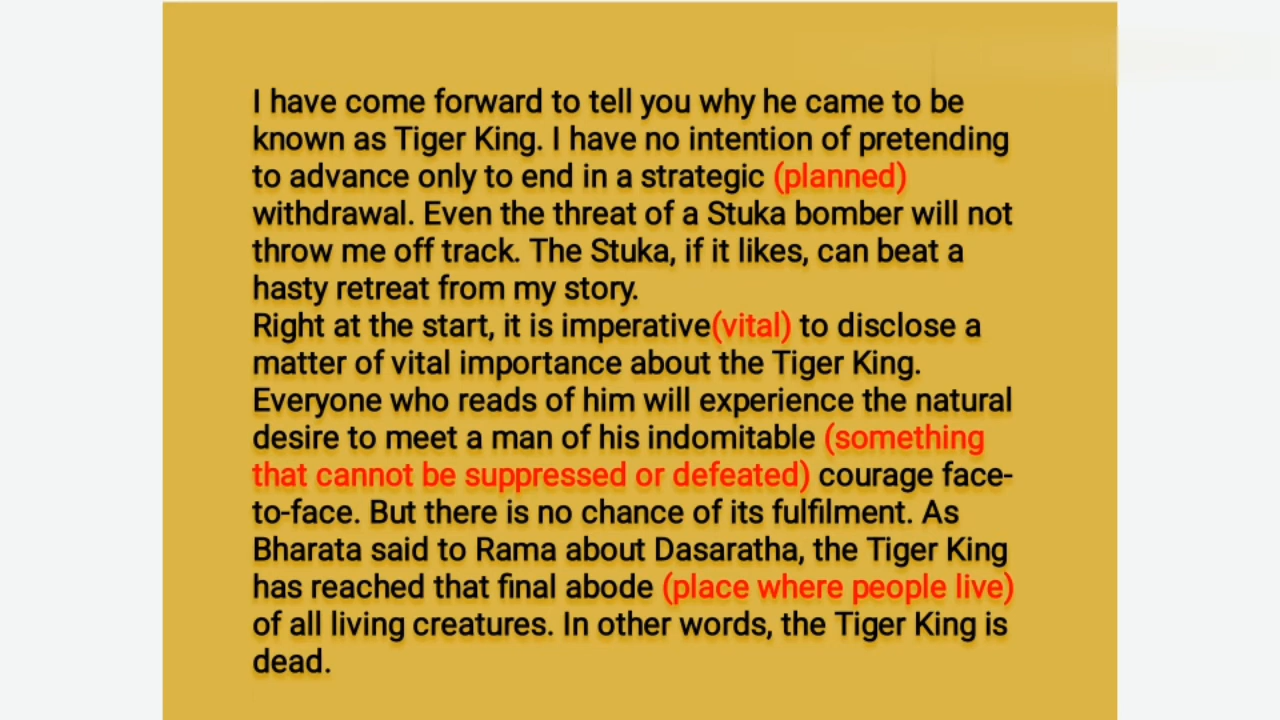 I have come forward to tell you why he came to be
known as Tiger King. I have no intention of pretending
to advance only to end in a strategic (planned)
withdrawal. Even the threat of a Stuka bomber will not
throw me off track. The Stuka, if it likes, can beat a
hasty retreat from my story.
Right at the start, it is imperative(vital) to disclose a
matter of vital importance about the Tiger King.
Everyone who reads of him will experience the natural
desire to meet a man of his indomitable (something
that cannot be suppressed or defeated) courage face-
to-face. But there is no chance of its fulfilment. As
Bharata said to Rama about Dasaratha, the Tiger King
has reached that final abode (place where people live)
of all living creatures. In other words, the Tiger King is
dead.